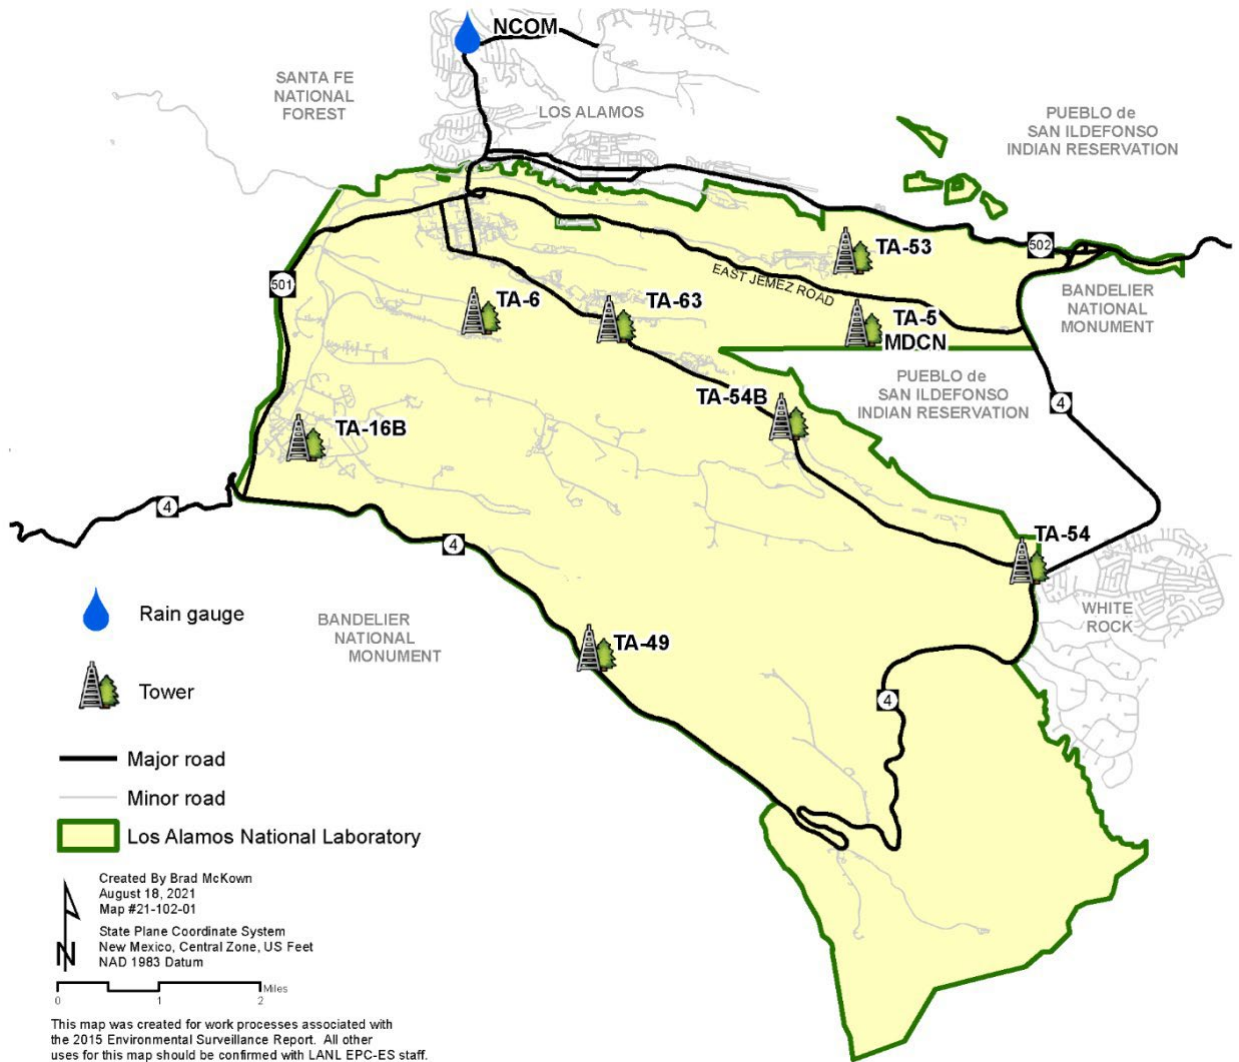 NCOM
SANTA FE
NATIONAL
FOREST
LOS ALAMOS
PUEBLO de
SAN ILDEFONSO
INDIAN RESERVATION
502
TA-53
EAST JEMEZ ROAD
501
TA-6
TA-63
TA-5
MDCN
BANDELIER
NATIONAL
MONUMENT
PUEBLO de
SAN ILDEFONSO
INDIAN RESERVATION
TA-54B
4
TA-16B
4
4
TA-54
WHITE
ROCK
BANDELIER
NATIONAL
MONUMENT
TA-49
4
Rain gauge
Tower
Major road
Minor road
Los Alamos National Laboratory
Created By Brad McKown
August 18, 2021
Map #21-102-01
State Plane Coordinate System
New Mexico, Central Zone, US Feet
NAD 1983 Datum
N
Miles
0 1 2
This map was created for work processes associated with
the 2015 Environmental Surveillance Report. All other
uses for this map should be confirmed with LANL EPC-ES staff.